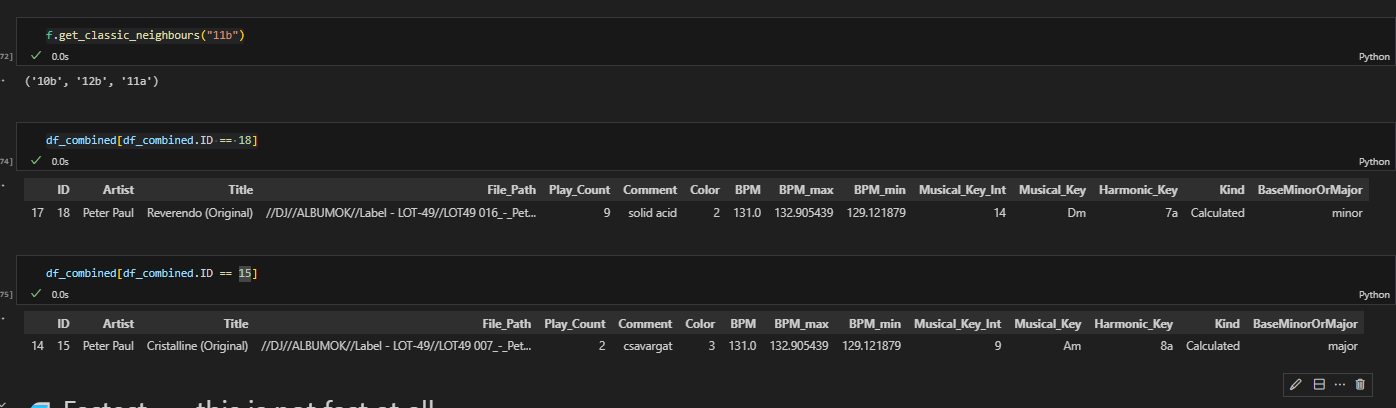 f.get_classic_neighbours("11b")
72] ✓ 0.0s Python
('10b', '12b', '11a')
df_combined[df_combined.ID == 18]
74] ✓ 0.0s Python
ID Artist Title File_Path Play_Count Comment Color BPM BPM_max BPM_min Musical_Key_Int Musical_Key Harmonic_Key Kind BaseMinorOrMajor
17 18 Peter Paul Reverendo (Original) //DJ//ALBUMOK//Label - LOT-49//LOT49 016_-_Pet... 9 solid acid 2 131.0 132.905439 129.121879 14 Dm 7a Calculated minor
df_combined[df_combined.ID == 15]
75] ✓ 0.0s Python
ID Artist Title File_Path Play_Count Comment Color BPM BPM_max BPM_min Musical_Key_Int Musical_Key Harmonic_Key Kind BaseMinorOrMajor
14 15 Peter Paul Cristalline (Original) //DJ//ALBUMOK//Label - LOT-49//LOT49 007_-_Pet... 2 csavargat 3 131.0 132.905439 129.121879 9 Am 8a Calculated major
this is not fast at all